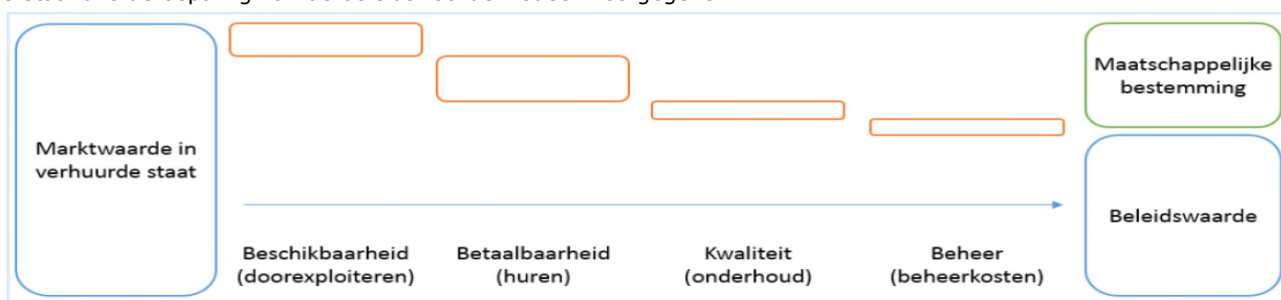 Marktwaarde in
verhuurde staat
Beschikbaarheid
(doorexploiteren)
Betaalbaarheid
(huren)
Kwaliteit
(onderhoud)
Beheer
(beheerkosten)
Maatschappelijke
bestemming
Beleidswaarde